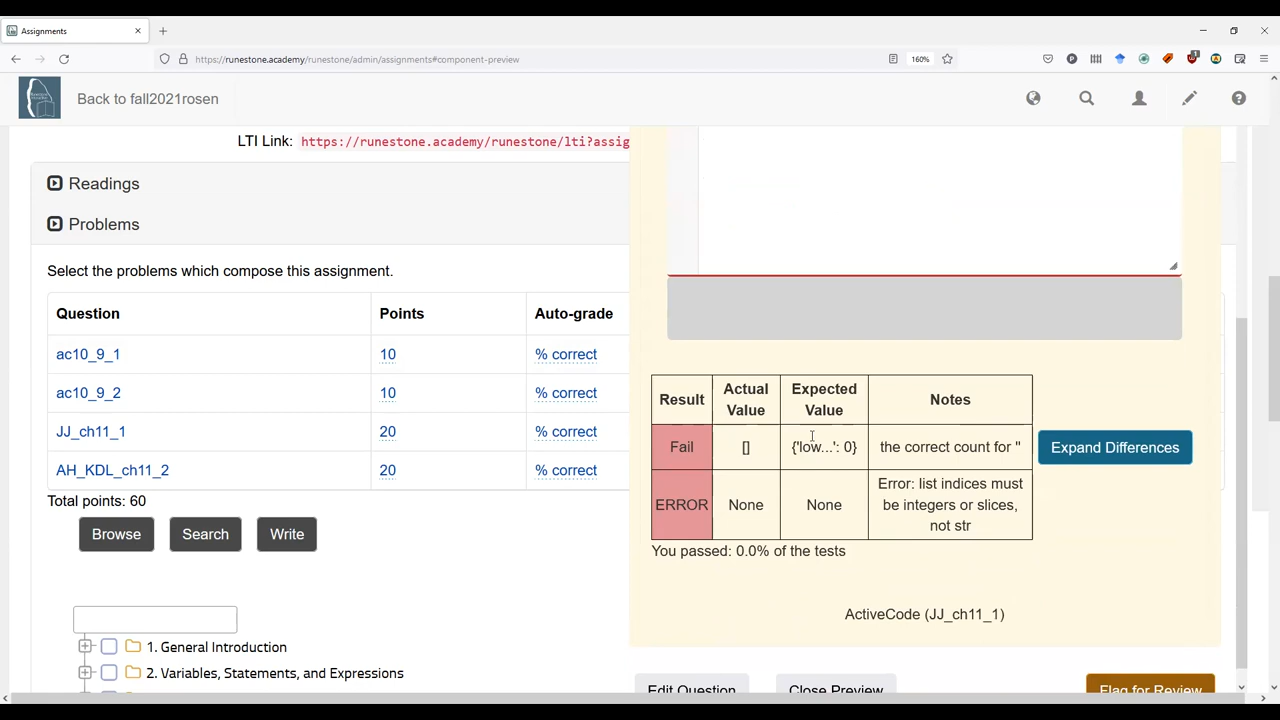 Assignments
https://runestone.academy/runestone/admin/assignments#component-preview
160%
Back to fall2021rosen
LTI Link: https://runestone.academy/runestone/lti?assig
Readings
Problems
Select the problems which compose this assignment.
Question Points Auto-grade
ac10_9_1 10 % correct
ac10_9_2 10 % correct
JJ_ch11_1 20 % correct
AH_KDL_ch11_2 20 % correct
Total points: 60
Browse Search Write
1. General Introduction
2. Variables, Statements, and Expressions
Result Actual Value Expected Value Notes
Fail [] {'low...': 0} the correct count for '' Expand Differences
ERROR None None Error: list indices must
be integers or slices,
not str
You passed: 0.0% of the tests
ActiveCode (JJ_ch11_1)
Edit Question Close Preview Flag for Review